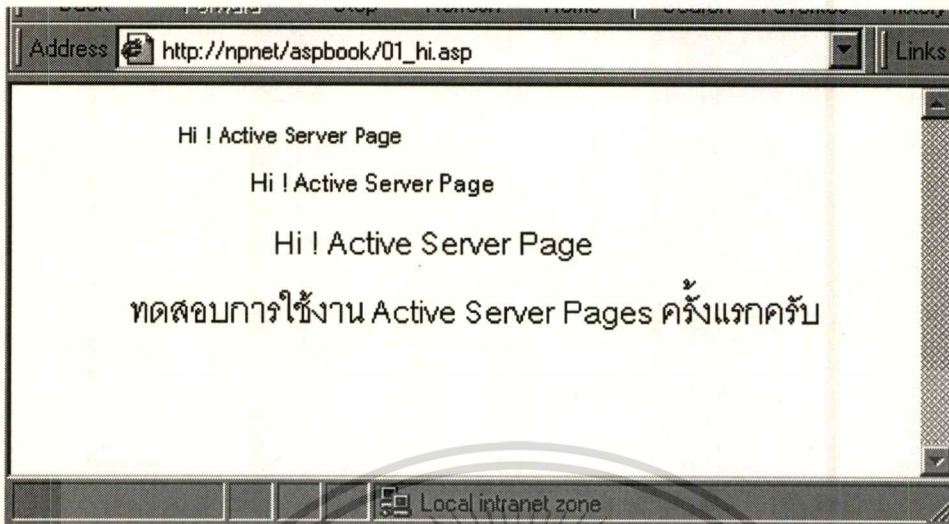 Address http://npnet/aspbook/01_hi.asp Links
Hi ! Active Server Page
Hi ! Active Server Page
Hi ! Active Server Page
ทดสอบการใช้งาน Active Server Pages ครั้งแรกครับ
Local intranet zone